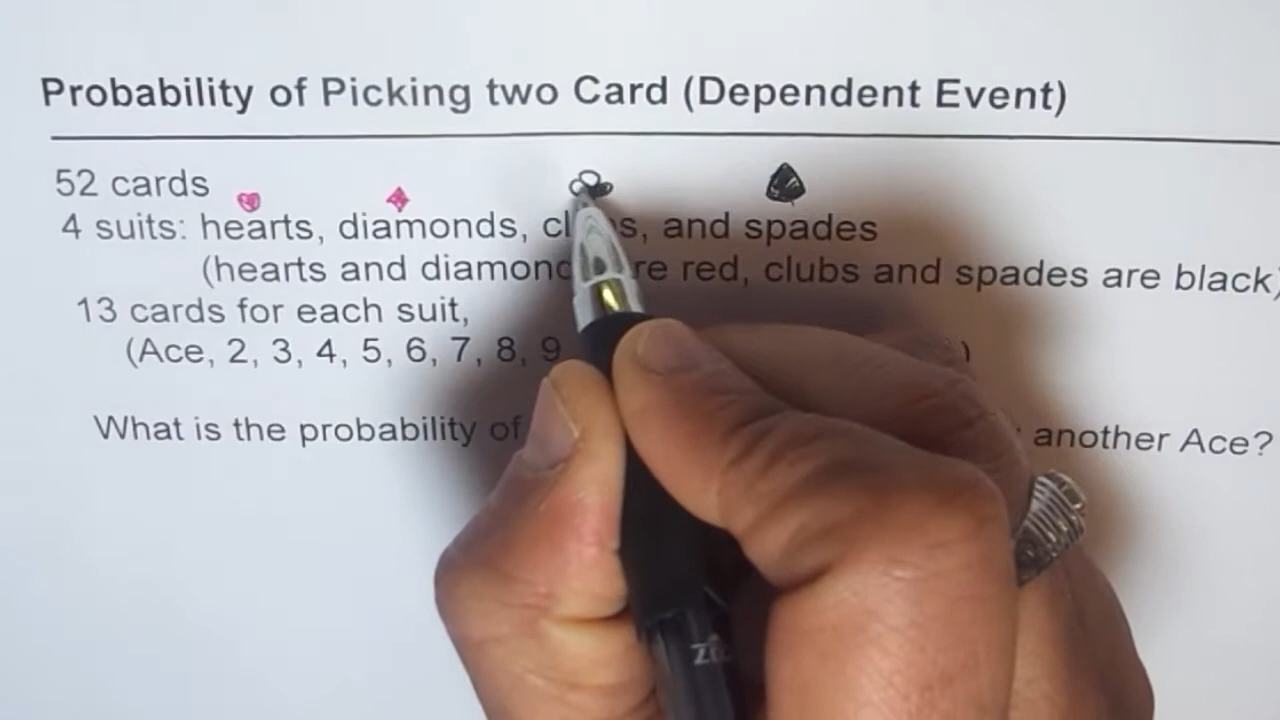 Probability of Picking two Card (Dependent Event)
52 cards
4 suits: hearts, diamonds, and spades
(hearts and red, clubs and spades are black)
13 cards for each suit,
(Ace, 2, 3, 4, 5, 6, 7, 8, 9 )
What is the probability of another Ace?